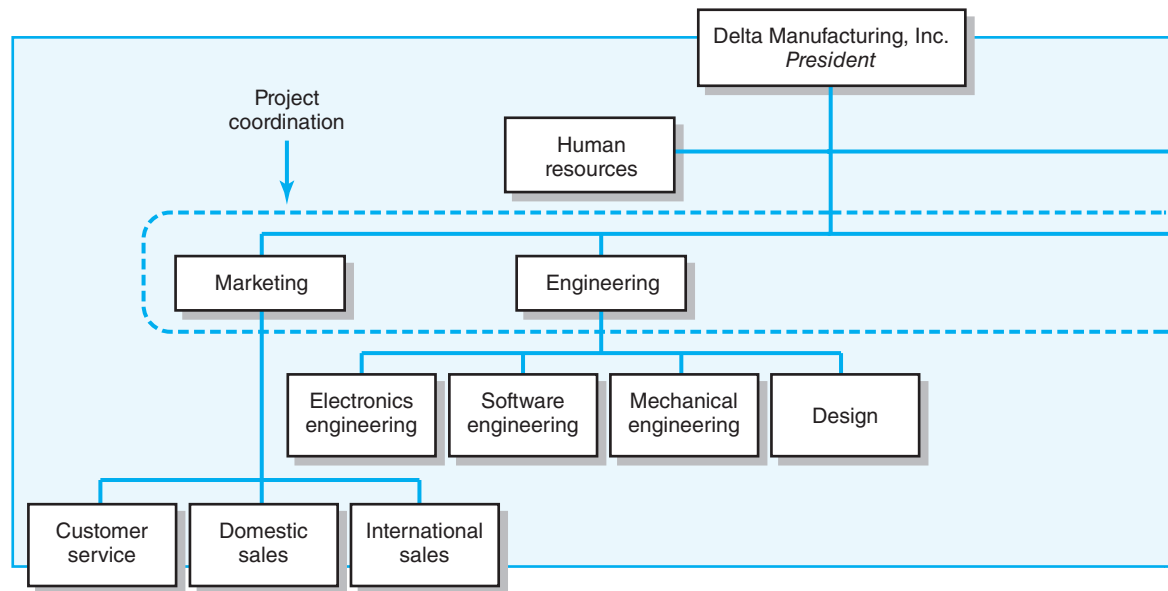 Delta Manufacturing, Inc.
President
Project
coordination
Human
resources
Marketing
Engineering
Electronics
engineering
Software
engineering
Mechanical
engineering
Design
Customer
service
Domestic
sales
International
sales